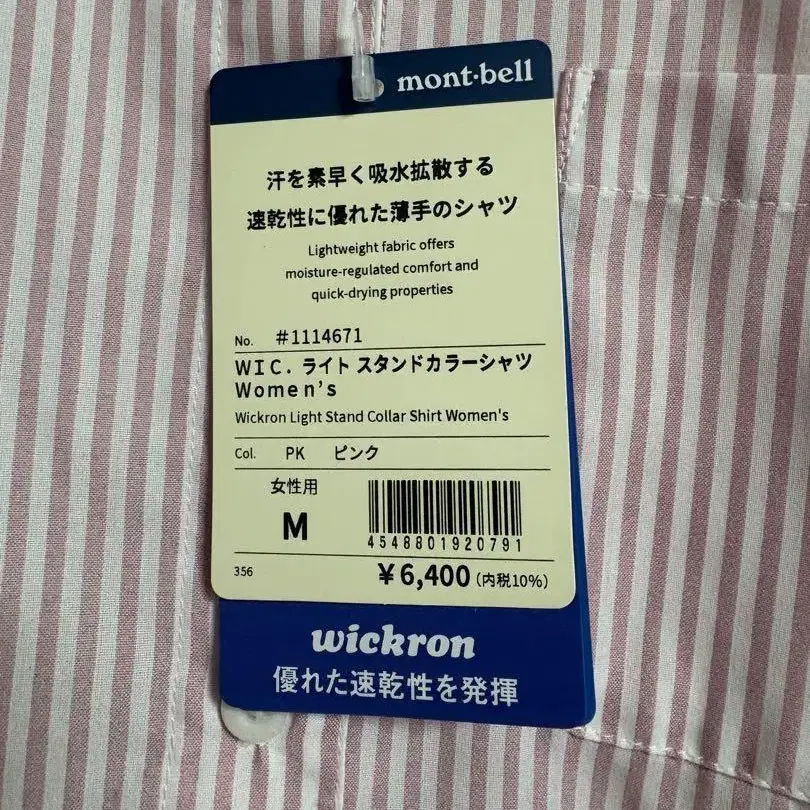 mont·bell
汗を素早く吸水拡散する
速乾性に優れた薄手のシャツ
Lightweight fabric offers
moisture-regulated comfort and
quick-drying properties
No. #1114671
WIC. ライト スタンドカラーシャツ
Women's
Wickron Light Stand Collar Shirt Women's
Col. PK ピンク
女性用
M
4548801920791
356 ¥6,400 (内税10%)
wickron
優れた速乾性を発揮